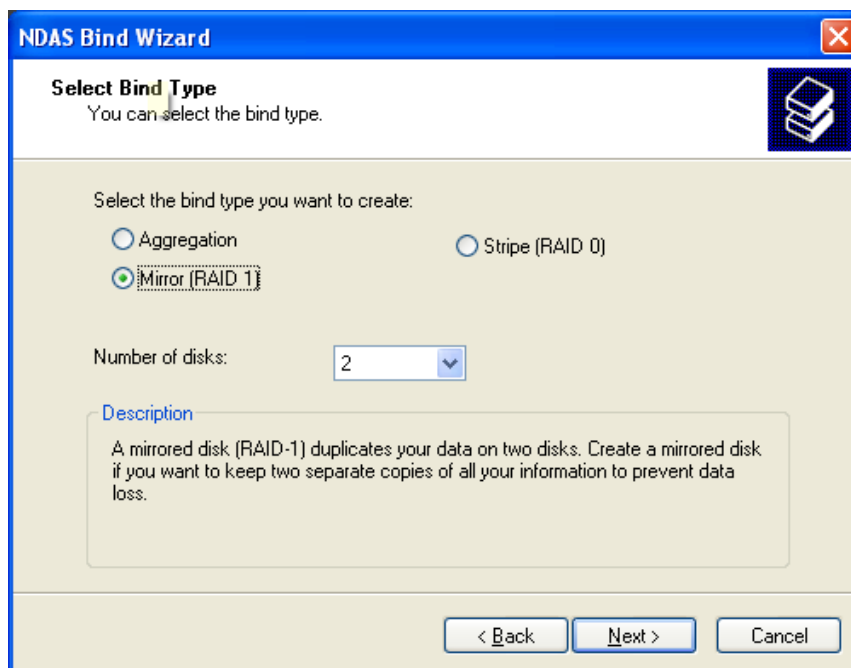 NDAS Bind Wizard
Select Bind Type
You can select the bind type.
Select the bind type you want to create:
Aggregation
Stripe (RAID 0)
Mirror (RAID 1)
Number of disks:
2
Description
A mirrored disk (RAID-1) duplicates your data on two disks. Create a mirrored disk
if you want to keep two separate copies of all your information to prevent data
loss.
< Back
Next >
Cancel